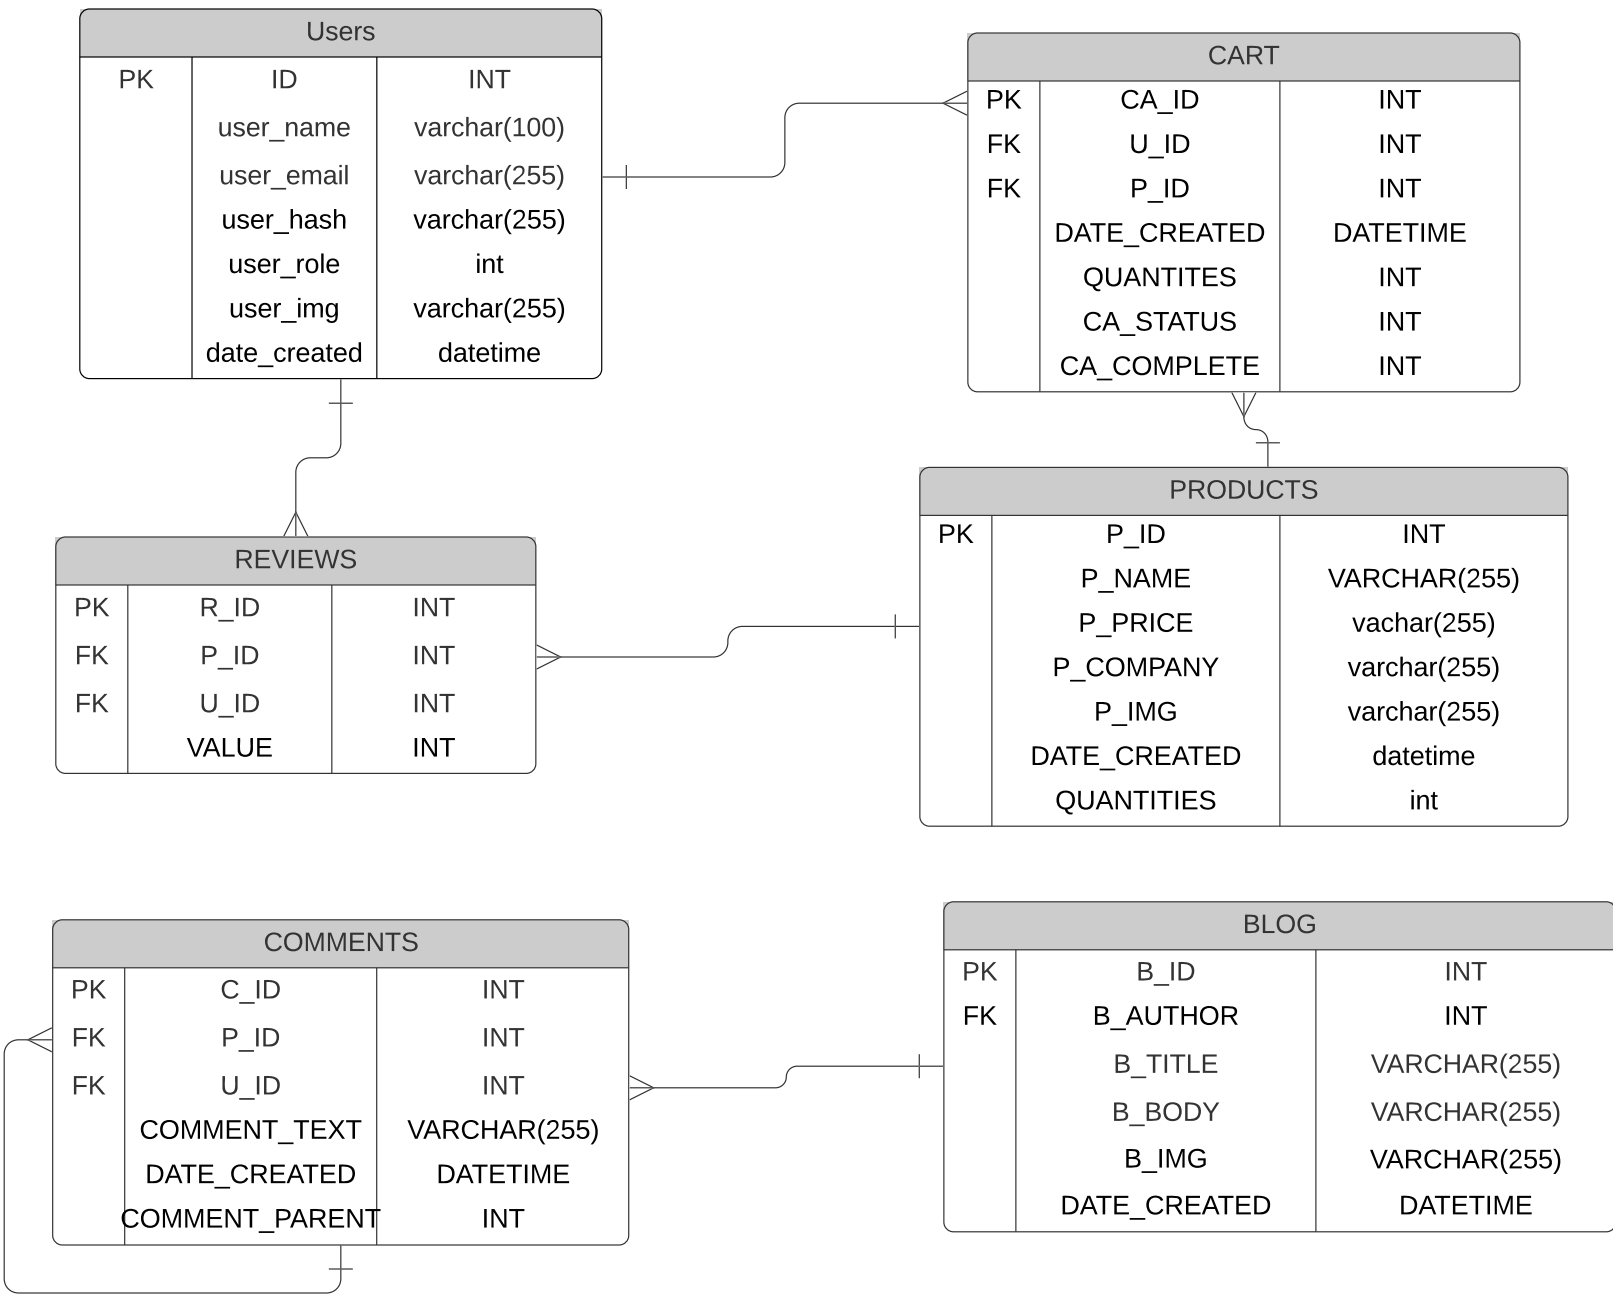 Users
PK ID INT
user_name varchar(100)
user_email varchar(255)
user_hash varchar(255)
user_role int
user_img varchar(255)
date_created datetime
CART
PK CA_ID INT
FK U_ID INT
FK P_ID INT
DATE_CREATED DATETIME
QUANTITES INT
CA_STATUS INT
CA_COMPLETE INT
REVIEWS
PK R_ID INT
FK P_ID INT
FK U_ID INT
VALUE INT
PRODUCTS
PK P_ID INT
P_NAME VARCHAR(255)
P_PRICE vachar(255)
P_COMPANY varchar(255)
P_IMG varchar(255)
DATE_CREATED datetime
QUANTITIES int
COMMENTS
PK C_ID INT
FK P_ID INT
FK U_ID INT
COMMENT_TEXT VARCHAR(255)
DATE_CREATED DATETIME
COMMENT_PARENT INT
BLOG
PK B_ID INT
FK B_AUTHOR INT
B_TITLE VARCHAR(255)
B_BODY VARCHAR(255)
B_IMG VARCHAR(255)
DATE_CREATED DATETIME